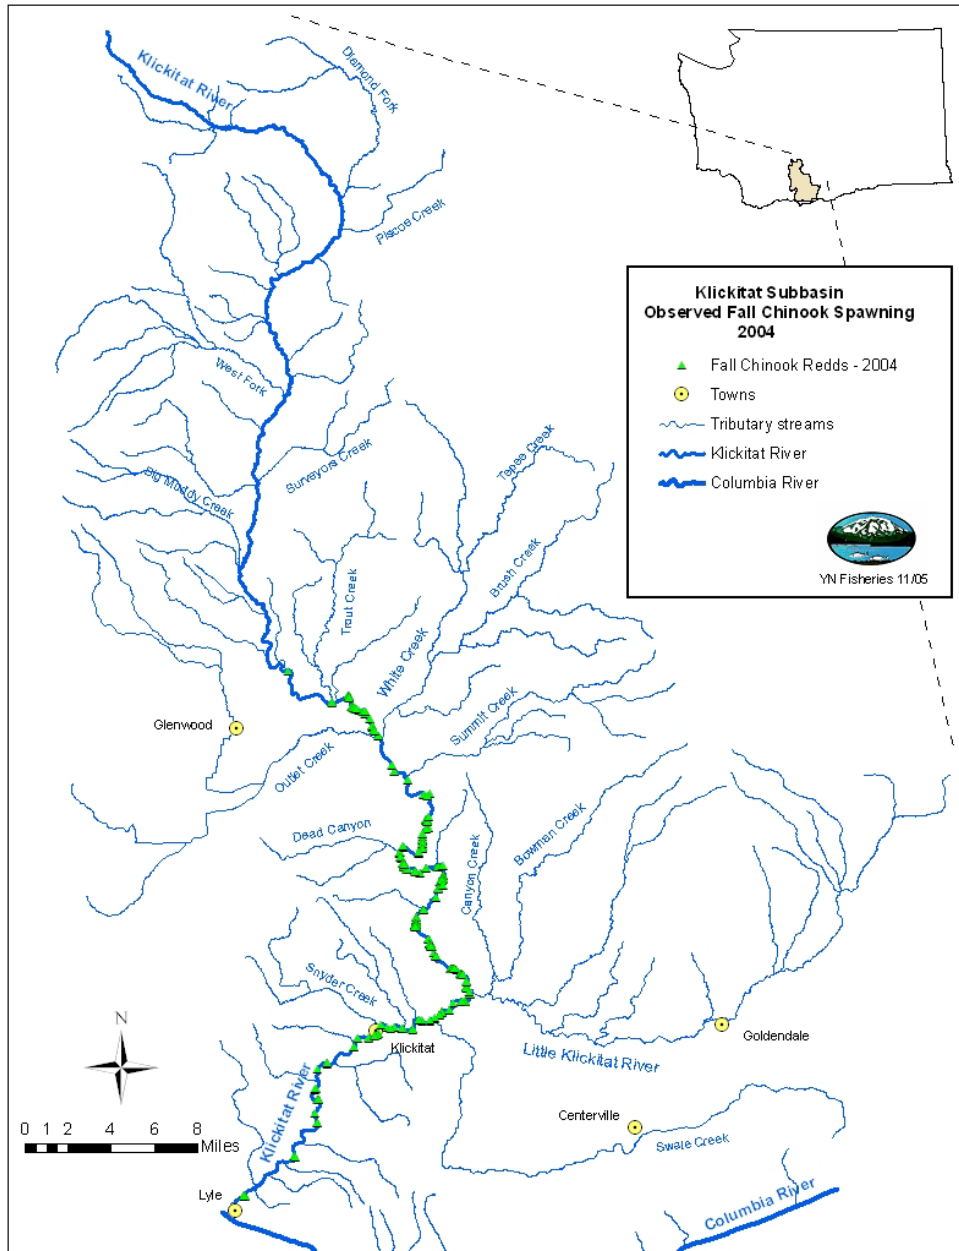 Klickitat River
Diamond Fork
Piscoe Creek
Klickitat Subbasin
Observed Fall Chinook Spawning
2004
Fall Chinook Redds - 2004
Towns
Tributary streams
Klickitat River
Columbia River
YN Fisheries 11/05
West Fork
Surveyors Creek
Big Muddy Creek
Tepee Creek
Brush Creek
Trout Creek
White Creek
Summit Creek
Glenwood
Outlet Creek
Dead Canyon
Canyon Creek
Bowman Creek
Snyder Creek
Klickitat
Little Klickitat River
Goldendale
N
Klickitat River
Centerville
Swale Creek
0 1 2 4 6 8
Miles
Lyle
Columbia River